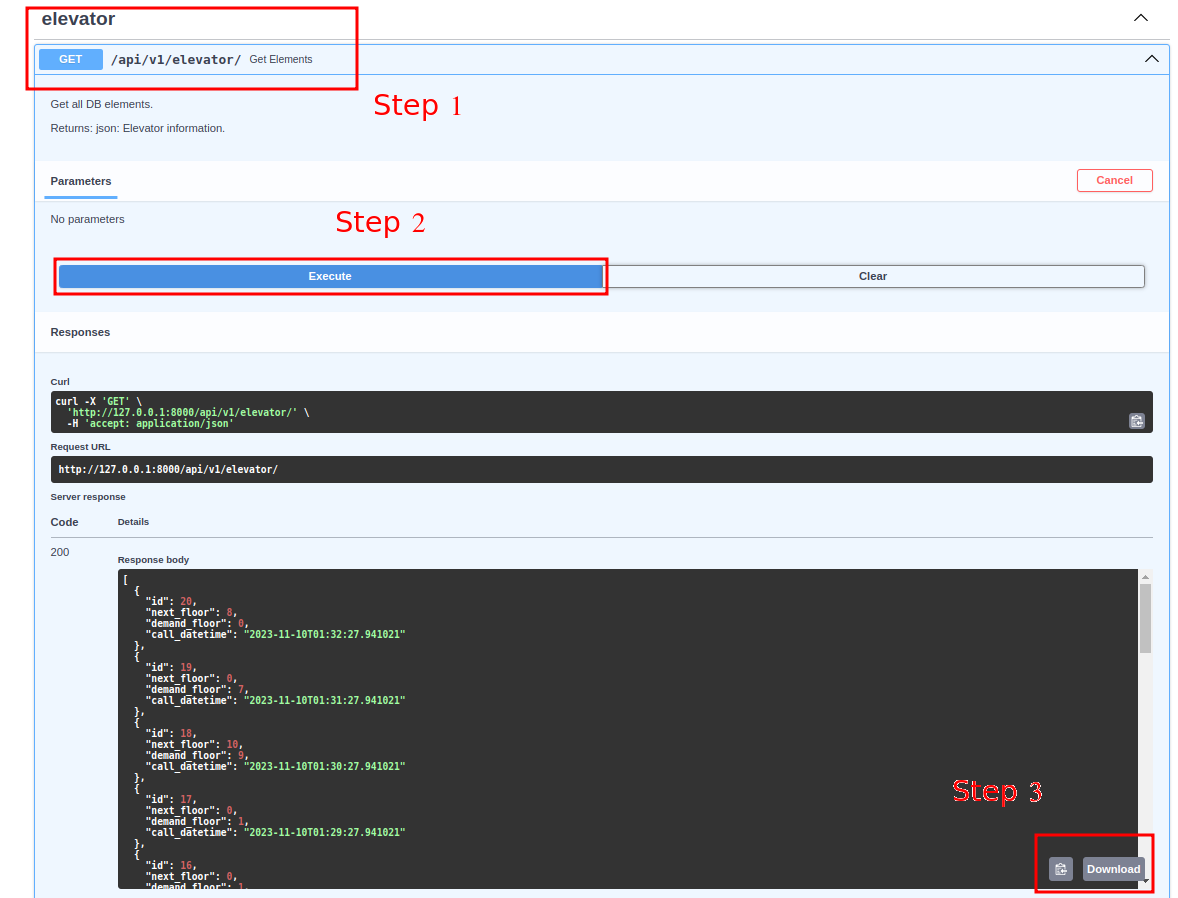 elevator
GET /api/v1/elevator/ Get Elements
Get all DB elements.
Step 1
Returns: json: Elevator information.
Parameters
Cancel
No parameters
Step 2
Execute
Clear
Responses
Curl
curl -X 'GET' \
'http://127.0.0.1:8000/api/v1/elevator/' \
-H 'accept: application/json'
Request URL
http://127.0.0.1:8000/api/v1/elevator/
Server response
Code Details
200
Response body
[
{
"id": 20,
"next_floor": 8,
"demand_floor": 0,
"call_datetime": "2023-11-10T01:32:27.941021"
},
{
"id": 19,
"next_floor": 0,
"demand_floor": 7,
"call_datetime": "2023-11-10T01:31:27.941021"
},
{
"id": 18,
"next_floor": 10,
"demand_floor": 9,
"call_datetime": "2023-11-10T01:30:27.941021"
},
{
"id": 17,
"next_floor": 0,
"demand_floor": 1,
"call_datetime": "2023-11-10T01:29:27.941021"
},
{
"id": 16,
"next_floor": 0,
"demand_floor": 1,
Step 3
Download